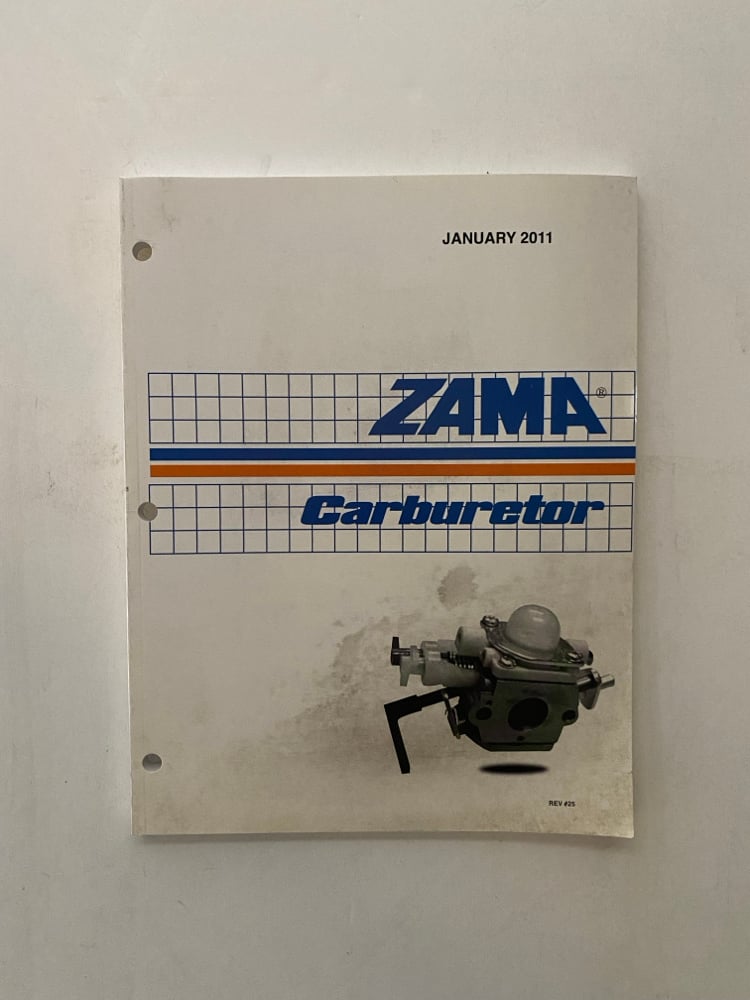 JANUARY 2011
ZAMA®
Carburetor
REV #25